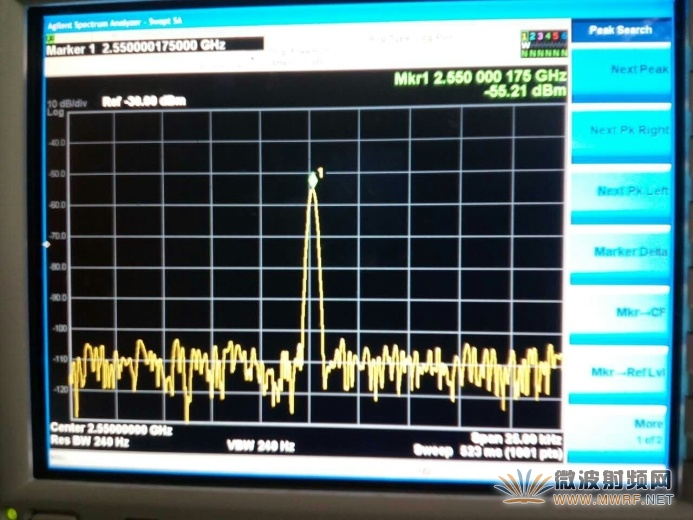 Agilent Spectrum Analyzer - Swept SA
Marker 1 2.550000175000 GHz
1 2 3 4 5 6
W
N N N N N N
Peak Search
Mkr1 2.550 000 175 GHz
-55.21 dBm
10 dB/div
Ref -30.00 dBm
Log
Next Peak
-40.0
Next Pk Right
1
-50.0
-60.0
Next Pk Left
-70.0
Marker Delta
-80.0
-90.0
Mkr→CF
-100
-110
Mkr→Ref Lvl
-120
Center 2.55000000 GHz
Span 26.00 kHz
More
1 of 2
Res BW 240 Hz
VBW 240 Hz
Sweep 523 ms (1001 pts)
微波射频网
WWW.MWRF.NET